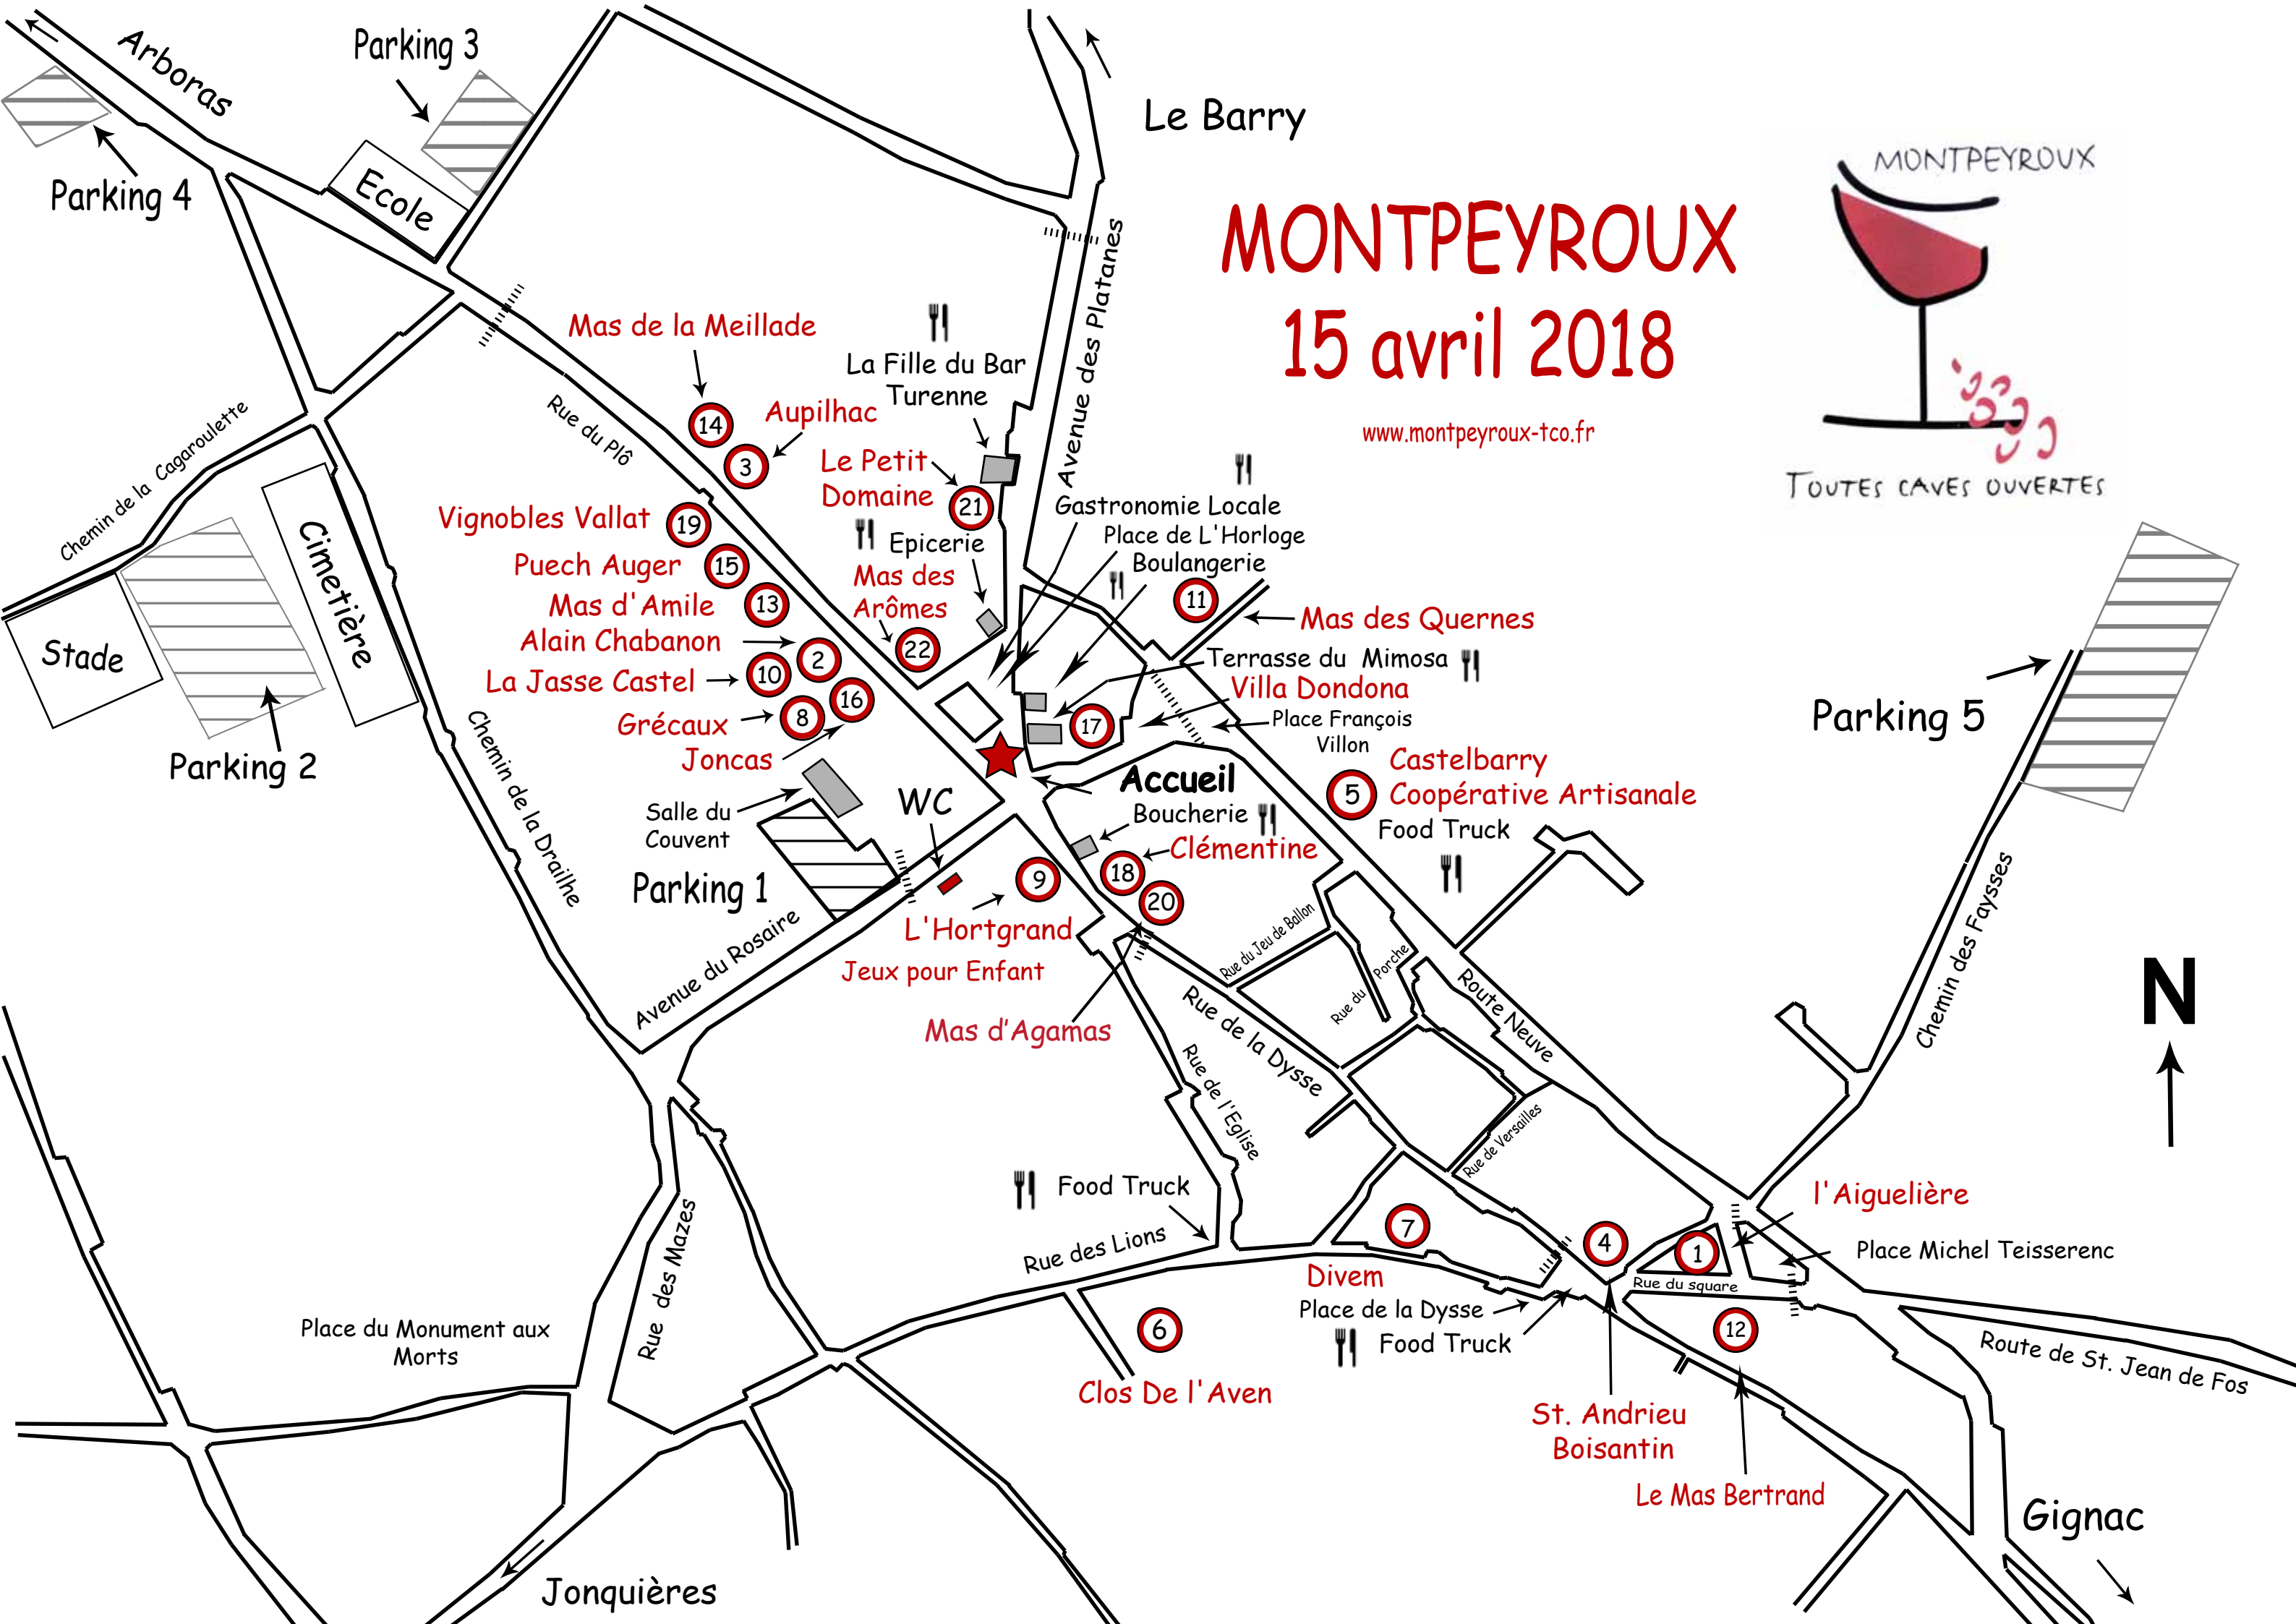 Arboras
Parking 3
Parking 4
Ecole
Le Barry
MONTPEYROUX
15 avril 2018
www.montpeyroux-tco.fr
MONTPEYROUX
TOUTES CAVES OUVERTES
Mas de la Meillade
14
Aupilhac
3
La Fille du Bar
Turenne
Avenue des Platanes
Rue du Plô
Le Petit
Domaine
21
Chemin de la Cagaroulette
Vignobles Vallat
19
Puech Auger
15
Mas d'Amile
13
Alain Chabanon
2
La Jasse Castel
10
16
Grécaux
8
Joncas
Epicerie
Mas des
Arômes
22
Gastronomie Locale
Place de L'Horloge
Boulangerie
11
Mas des Quernes
Terrasse du Mimosa
Villa Dondona
17
Place François
Villon
Castelbarry
5
Coopérative Artisanale
Food Truck
Stade
Cimetière
Parking 2
Chemin de la Drailhe
Parking 5
Chemin des Faysses
N
Accueil
Boucherie
Clémentine
18
20
Salle du
Couvent
WC
Parking 1
9
L'Hortgrand
Jeux pour Enfant
Avenue du Rosaire
Mas d'Agamas
Rue du Jeu de Ballon
Rue du Porche
Route Neuve
Rue de la Dysse
Rue de l'Eglise
Rue de Versailles
Food Truck
Rue des Lions
Rue des Mazes
Place du Monument aux
Morts
7
Divem
Place de la Dysse
Food Truck
4
1
l'Aiguelière
Place Michel Teisserenc
Rue du square
12
6
Clos De l'Aven
St. Andrieu
Boisantin
Le Mas Bertrand
Route de St. Jean de Fos
Gignac
Jonquières